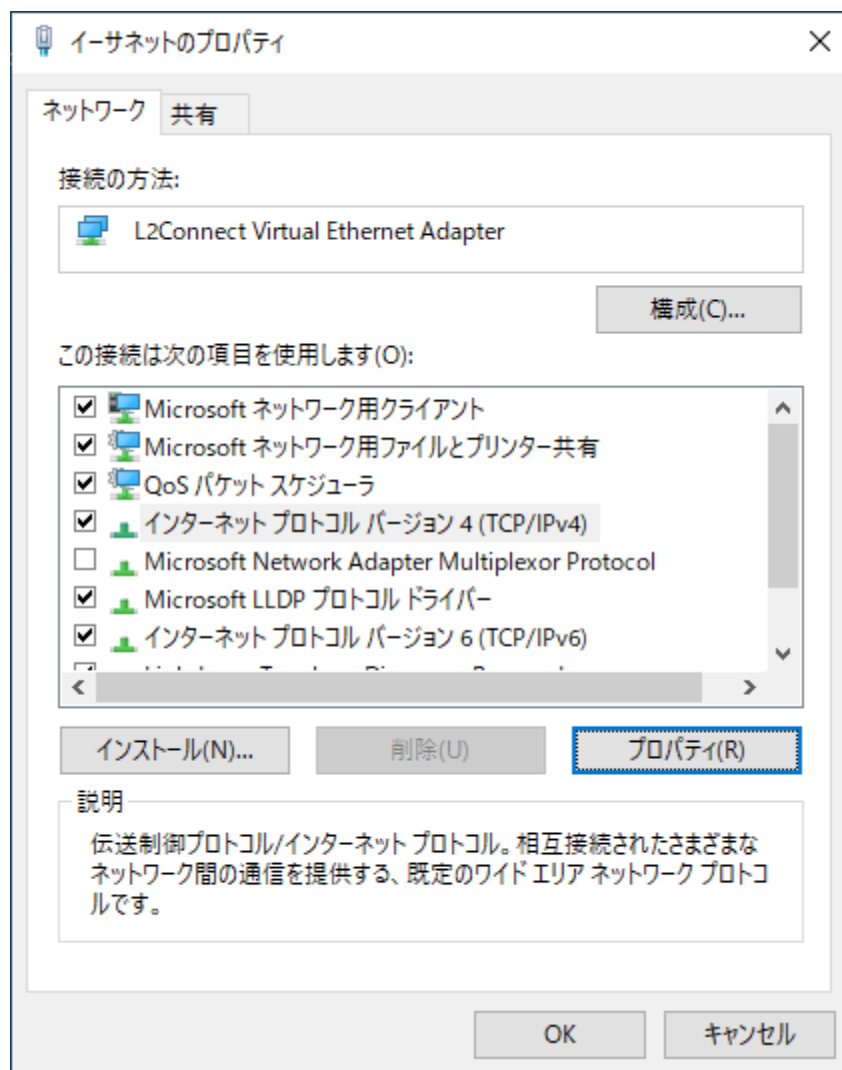 イーサネットのプロパティ
ネットワーク 共有
接続の方法:
L2Connect Virtual Ethernet Adapter
構成(C)...
この接続は次の項目を使用します(O):
Microsoft ネットワーク用クライアント
Microsoft ネットワーク用ファイルとプリンター共有
QoS パケット スケジューラ
インターネット プロトコル バージョン 4 (TCP/IPv4)
Microsoft Network Adapter Multiplexor Protocol
Microsoft LLDP プロトコル ドライバー
インターネット プロトコル バージョン 6 (TCP/IPv6)
インストール(N)... 削除(U) プロパティ(R)
説明
伝送制御プロトコル/インターネット プロトコル。相互接続されたさまざまな
ネットワーク間の通信を提供する、既定のワイド エリア ネットワーク プロトコ
ルです。
OK キャンセル